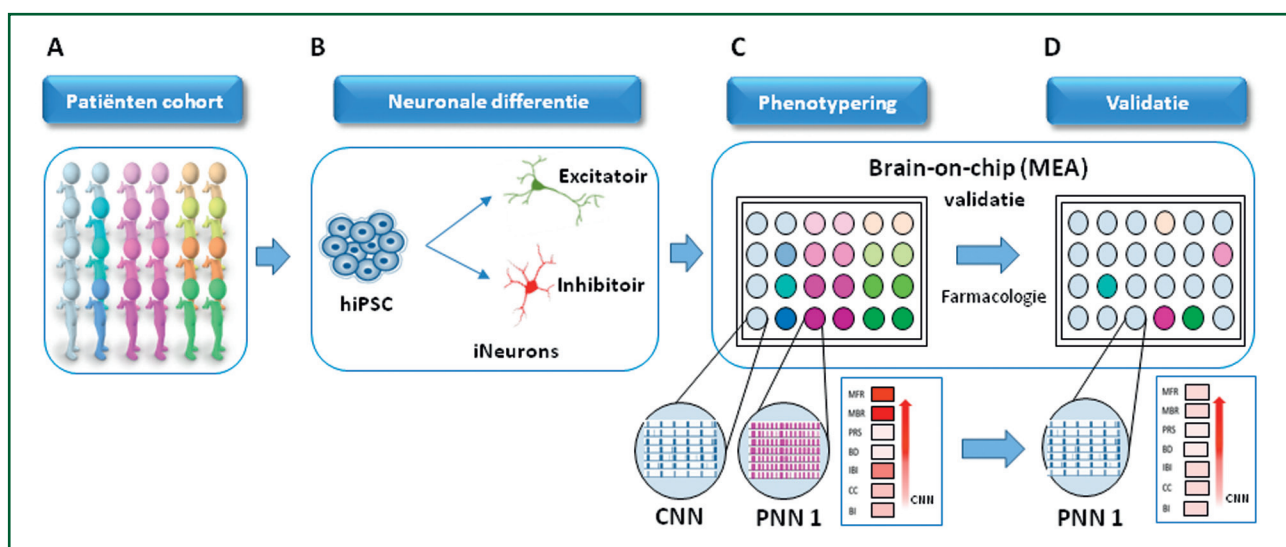 A
B
C
D
Patiënten cohort
Neuronale differentie
Phenotypering
Validatie
hiPSC
Excitatoir
Inhibitoir
iNeurons
Brain-on-chip (MEA)
validatie
Farmacologie
MFR
MBR
PRS
BD
IBI
CC
BI
CNN
MFR
MBR
PRS
BD
IBI
CC
BI
CNN
CNN
PNN 1
PNN 1